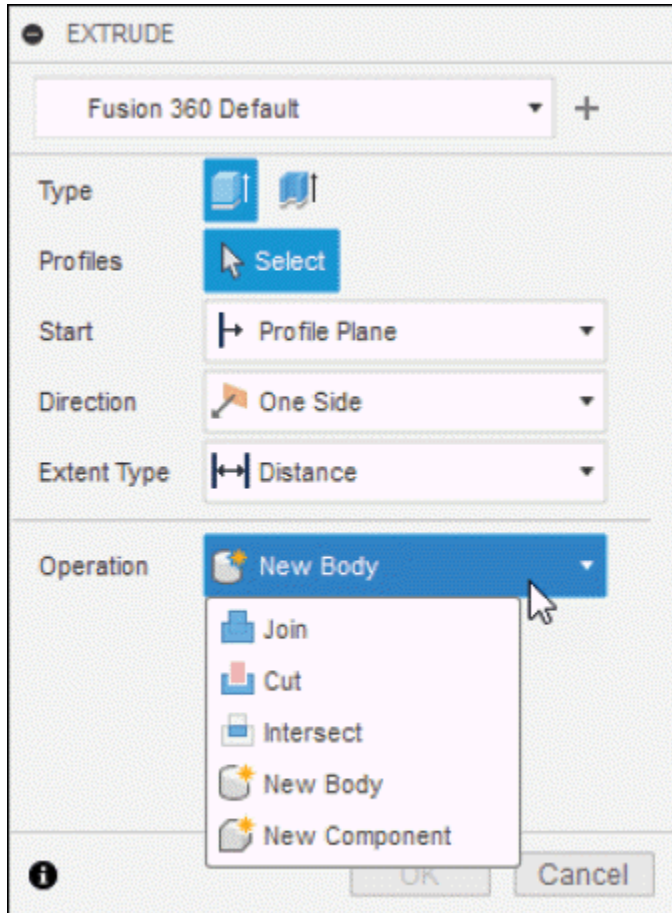 EXTRUDE
Fusion 360 Default
Type
Profiles Select
Start Profile Plane
Direction One Side
Extent Type Distance
Operation New Body
Join
Cut
Intersect
New Body
New Component
OK Cancel